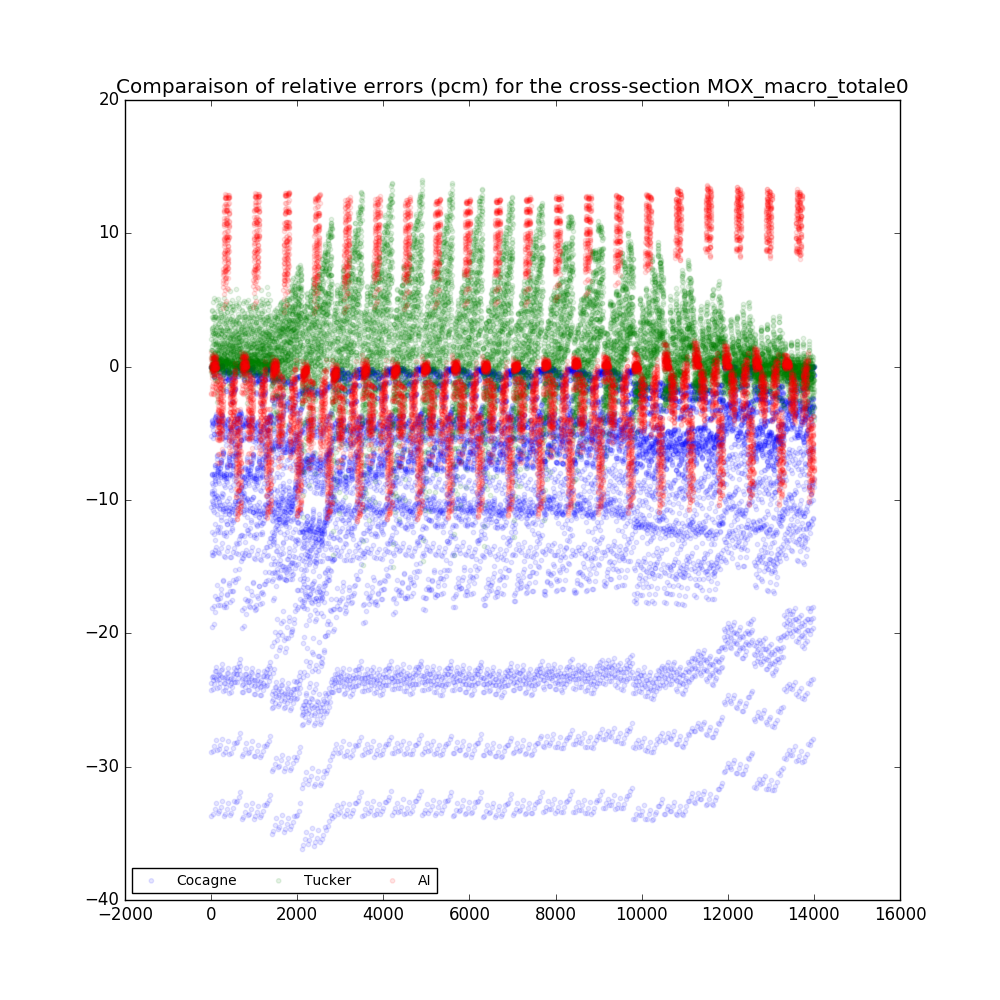 Comparaison of relative errors (pcm) for the cross-section MOX_macro_totale0
20
10
0
−10
−20
−30
−40
−2000 0 2000 4000 6000 8000 10000 12000 14000 16000
Cocagne Tucker AI